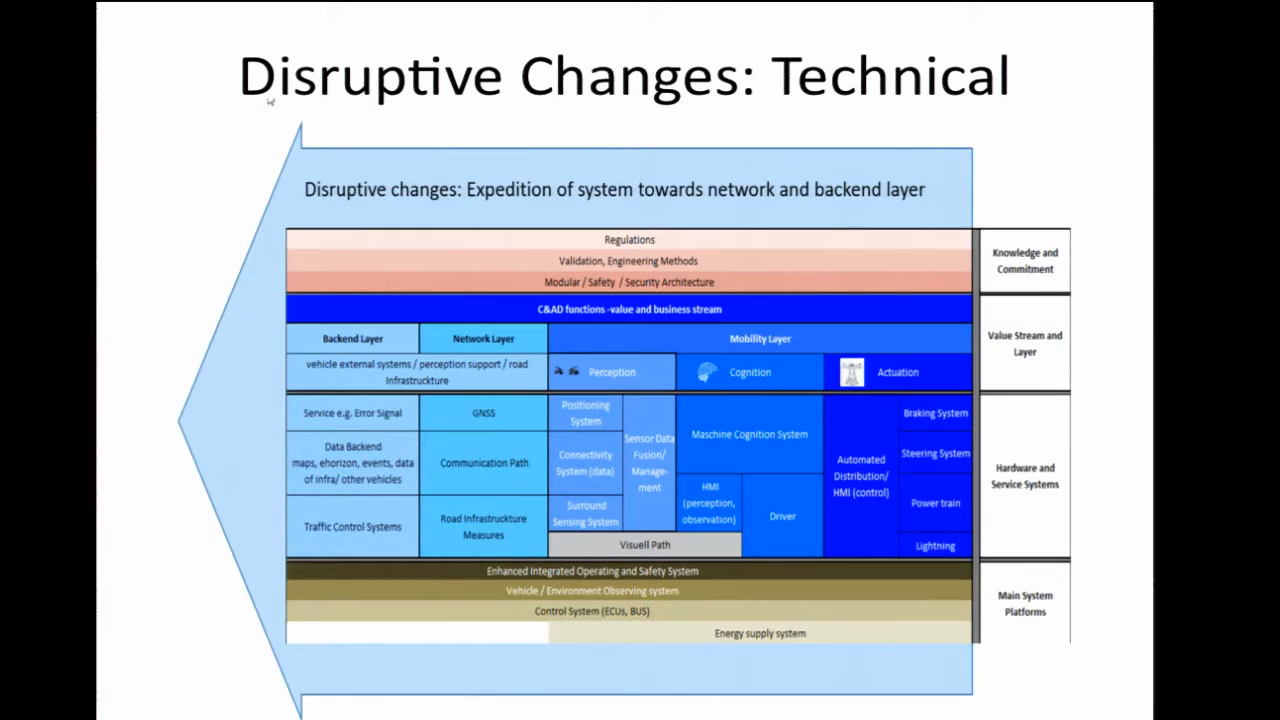 Disruptive Changes: Technical
Disruptive changes: Expedition of system towards network and backend layer
Regulations
Validation, Engineering Methods
Modular / Safety / Security Architecture
Knowledge and
Commitment
C&AD functions -value and business stream
Backend Layer
Network Layer
Mobility Layer
Value Stream and
Layer
vehicle external systems / perception support / road
Infrastruckture
Perception
Cognition
Actuation
Service e.g. Error Signal
GNSS
Positioning
System
Data Backend
maps, ehorizon, events, data
of infra/ other vehicles
Communication Path
Connectivity
System (data)
Traffic Control Systems
Road Infrastruckture
Measures
Surround
Sensing System
Sensor Data
Fusion/
Manage-
ment
Maschine Cognition System
HMI
(perception,
observation)
Driver
Visuell Path
Automated
Distribution/
HMI (control)
Braking System
Steering System
Power train
Lightning
Hardware and
Service Systems
Enhanced Integrated Operating and Safety System
Vehicle / Environment Observing system
Control System (ECUs, BUS)
Energy supply system
Main System
Platforms